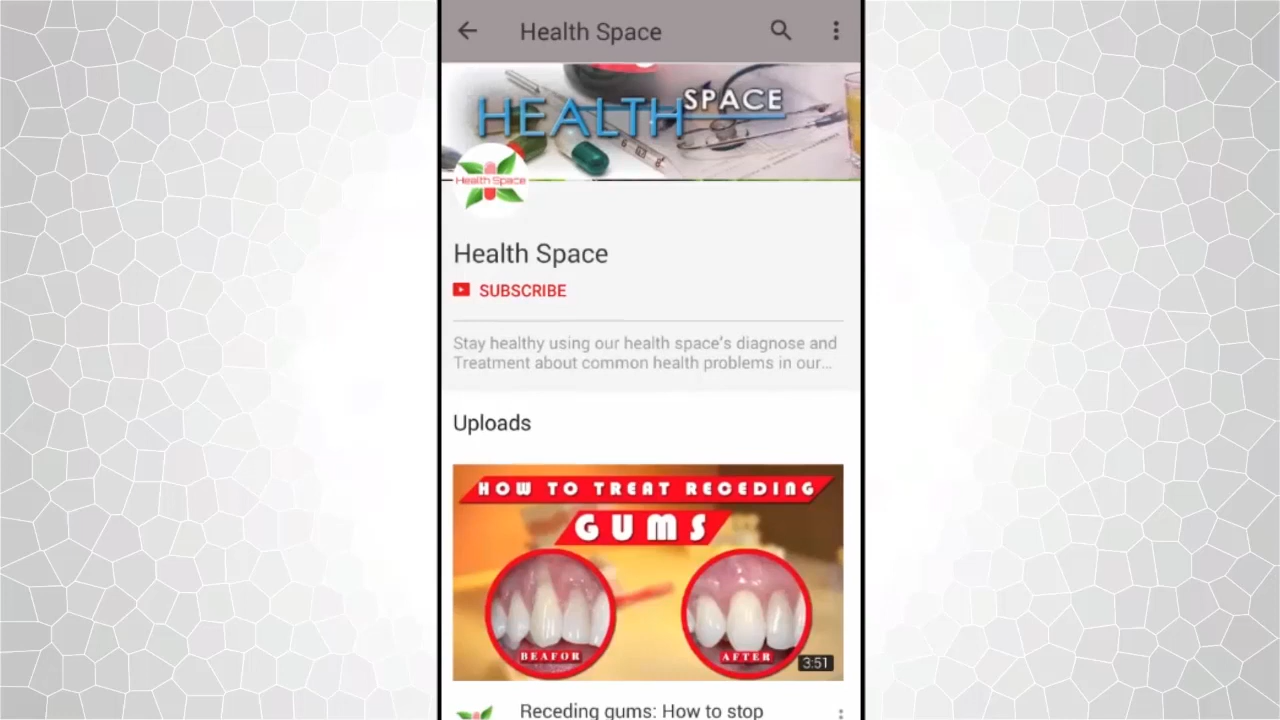 Health Space
HEALTH SPACE
Health Space
Health Space
SUBSCRIBE
Stay healthy using our health space's diagnose and
Treatment about common health problems in our...
Uploads
HOW TO TREAT RECEDING
GUMS
BEAFOR
AFTER
3:51
Receding gums: How to stop